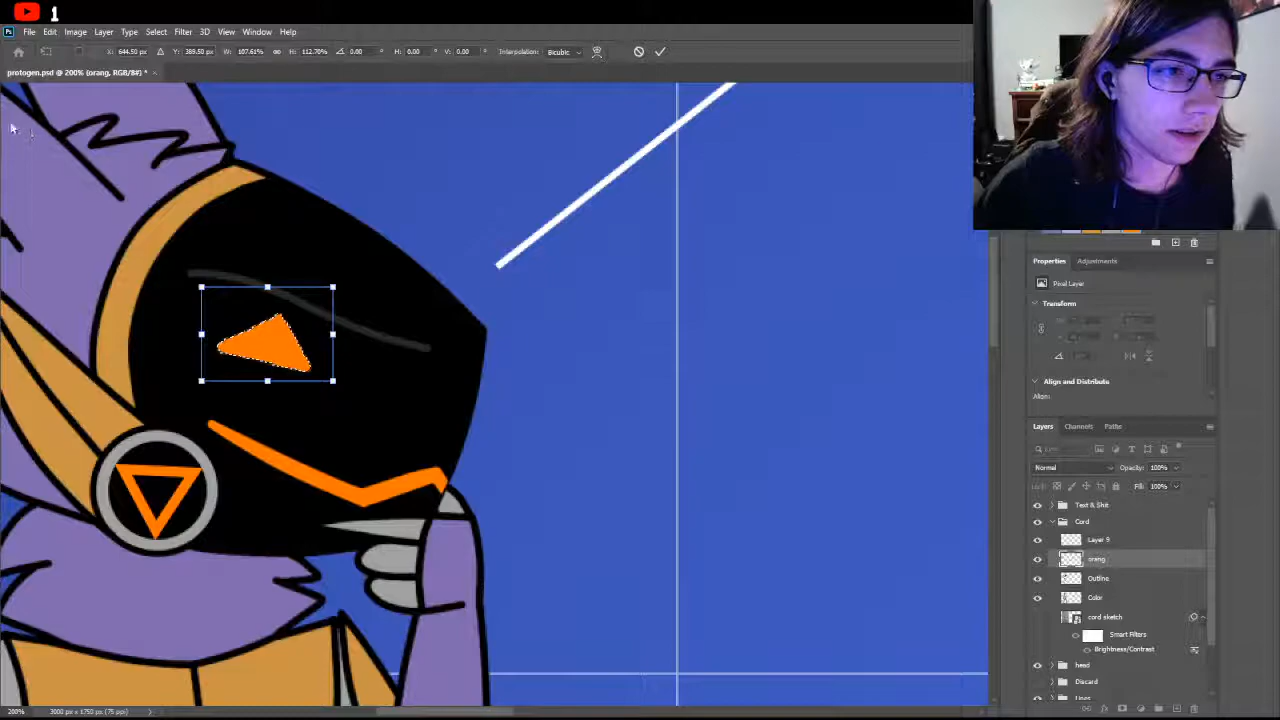 1
Ps File Edit Image Layer Type Select Filter 3D View Window Help
X: 644.50 px Y: 389.50 px W: 107.61% H: 112.70% 0.00 ° H: 0.00 ° V: 0.00 ° Interpolation: Bicubic
protogen.psd @ 200% (orang, RGB/8#) * ×
Properties Adjustments
Pixel Layer
Transform
Align and Distribute
Align:
Layers Channels Paths
Normal Opacity: 100%
Fill: 100%
Text & Shit
Cord
Layer 9
orang
Outline
Color
cord sketch
Smart Filters
Brightness/Contrast
head
Discard
Lines
200% 3000 px x 1750 px (75 ppi)